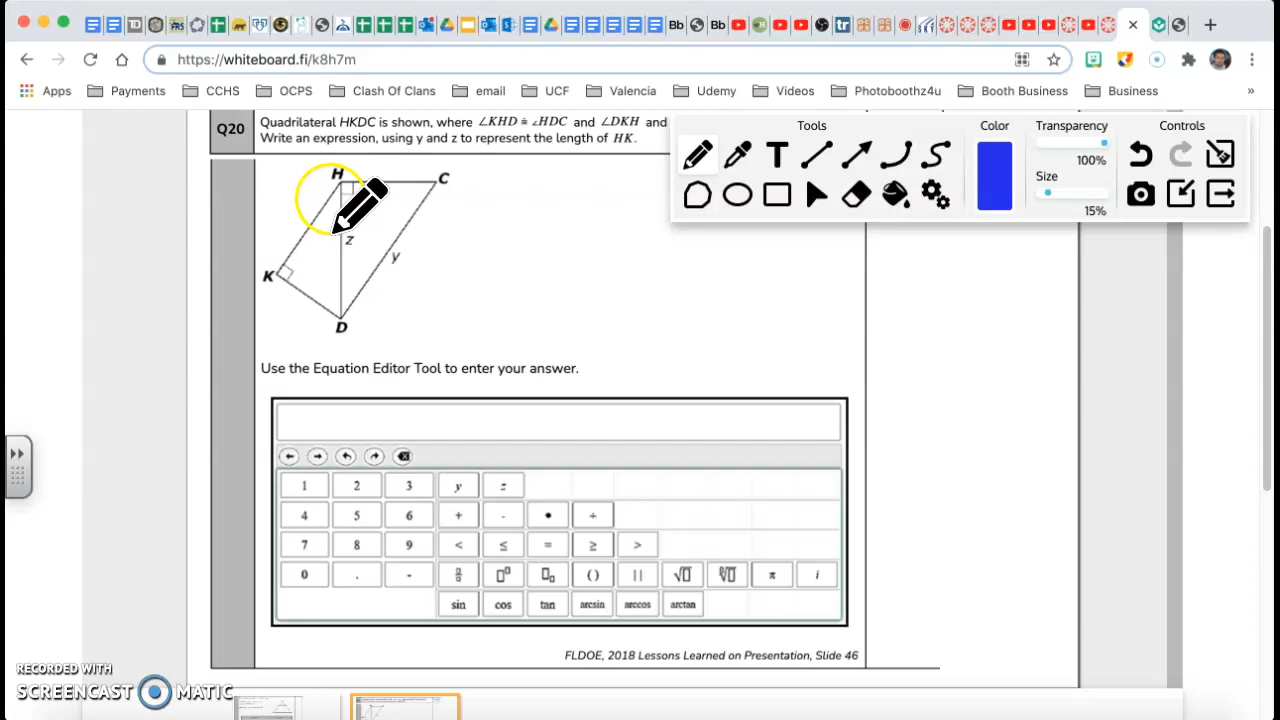 Bb
Bb
tr
https://whiteboard.fi/k8h7m
Apps
Payments
CCHS
OCPS
Clash Of Clans
email
UCF
Valencia
Udemy
Videos
Photoboothz4u
Booth Business
Business
»
Q20
Quadrilateral HKDC is shown, where ∠KHD ≅ ∠HDC and ∠DKH and
Write an expression, using y and z to represent the length of HK.
Tools
Color
Transparency
Controls
T
100%
Size
15%
H
C
z
y
K
D
Use the Equation Editor Tool to enter your answer.
1 2 3 y z
4 5 6 + - • ÷
7 8 9 < ≤ = ≥ >
0 . - ( ) | | π i
sin cos tan arcsin arccos arctan
FLDOE, 2018 Lessons Learned on Presentation, Slide 46
RECORDED WITH
SCREENCAST MATIC